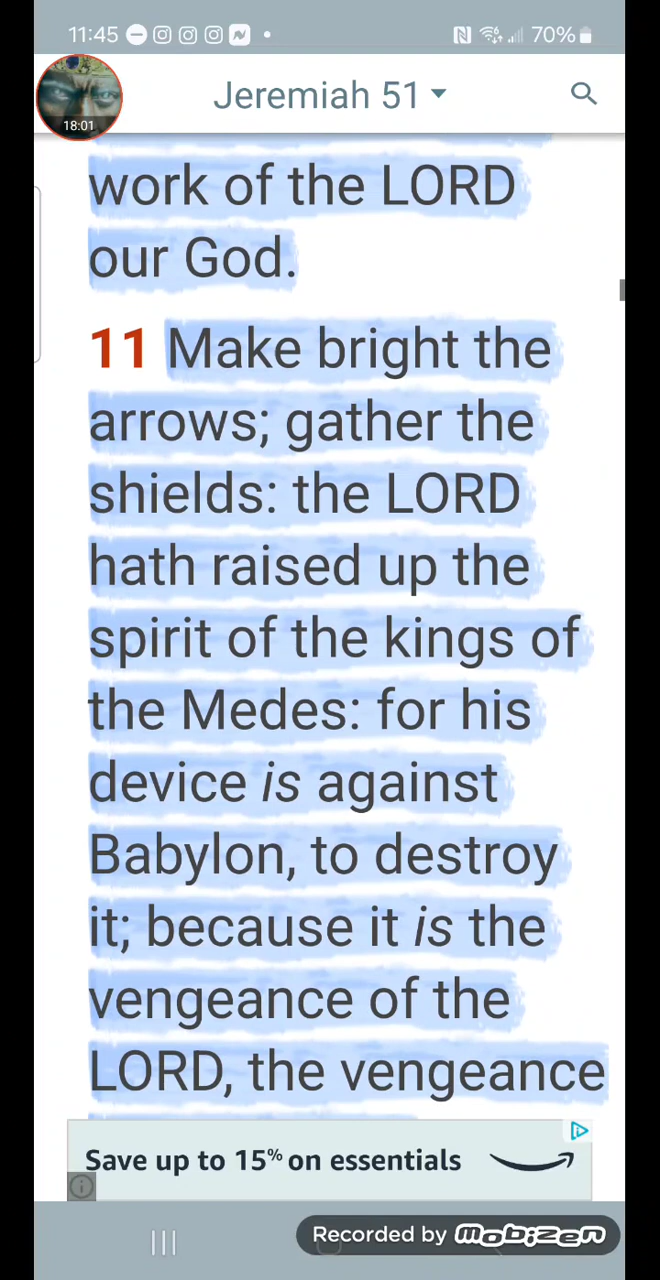 11:45
70%
18:01
Jeremiah 51
work of the LORD
our God.
11 Make bright the
arrows; gather the
shields: the LORD
hath raised up the
spirit of the kings of
the Medes: for his
device is against
Babylon, to destroy
it; because it is the
vengeance of the
LORD, the vengeance
Save up to 15% on essentials
Recorded by mobizen